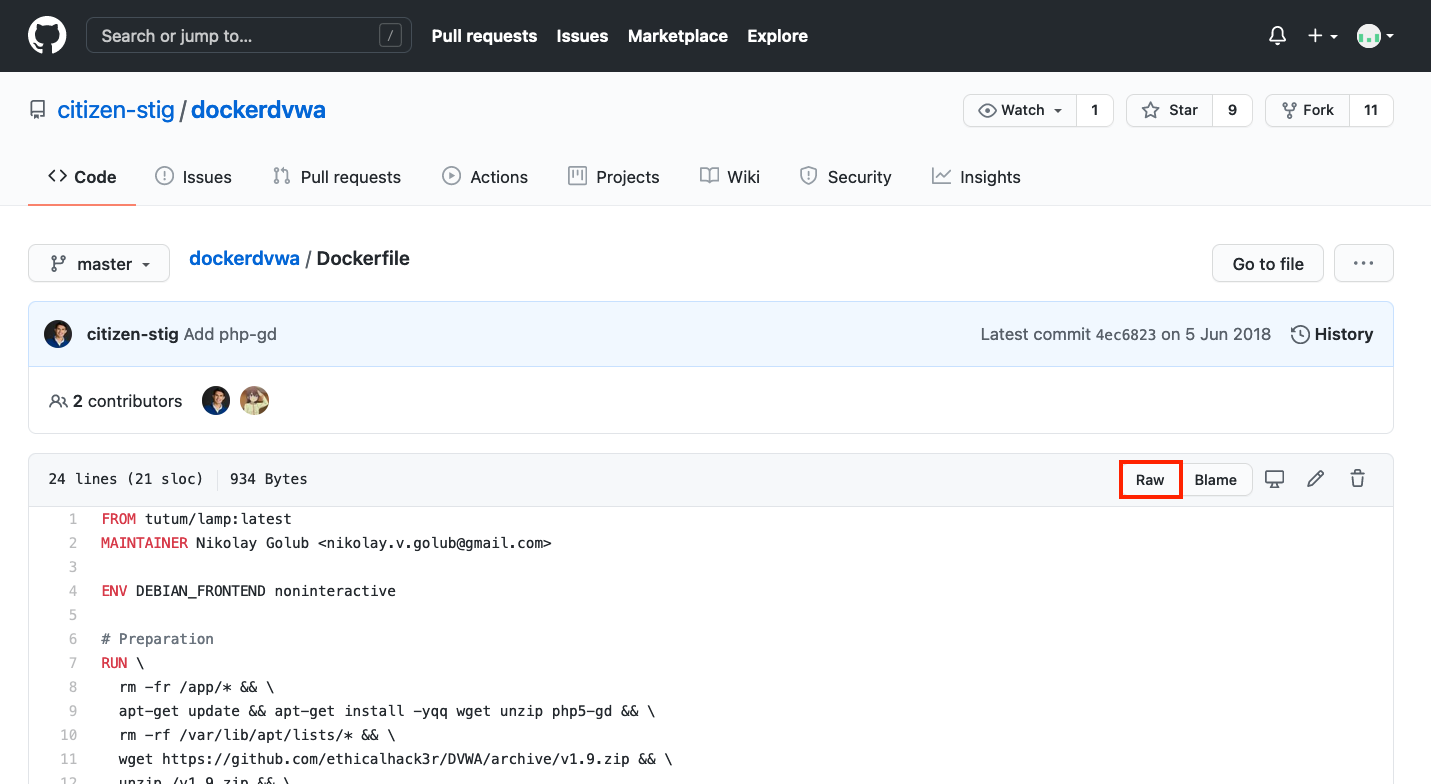 Search or jump to... /
Pull requests Issues Marketplace Explore
citizen-stig / dockerdvwa
Watch 1 Star 9 Fork 11
Code Issues Pull requests Actions Projects Wiki Security Insights
master dockerdvwa / Dockerfile Go to file ...
citizen-stig Add php-gd Latest commit 4ec6823 on 5 Jun 2018 History
2 contributors
24 lines (21 sloc) 934 Bytes Raw Blame
1 FROM tutum/lamp:latest
2 MAINTAINER Nikolay Golub <nikolay.v.golub@gmail.com>
3
4 ENV DEBIAN_FRONTEND noninteractive
5
6 # Preparation
7 RUN \
8 rm -fr /app/* && \
9 apt-get update && apt-get install -yqq wget unzip php5-gd && \
10 rm -rf /var/lib/apt/lists/* && \
11 wget https://github.com/ethicalhack3r/DVWA/archive/v1.9.zip && \
12 unzip /v1.9.zip && \